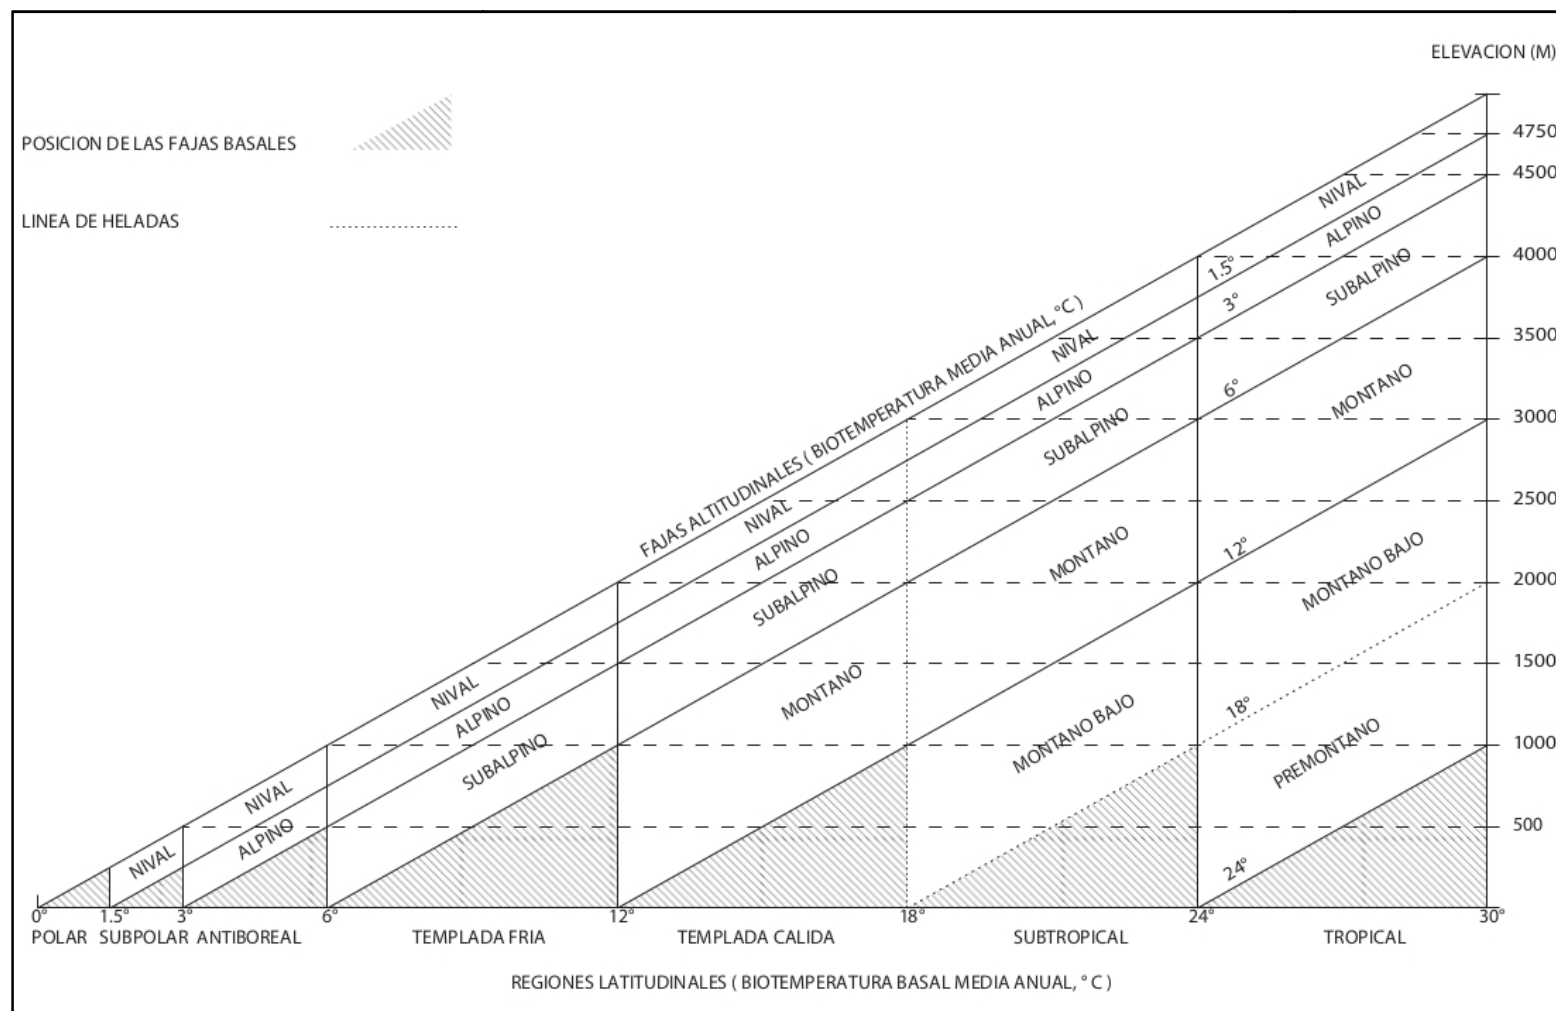 ELEVACION (M)
POSICION DE LAS FAJAS BASALES
LINEA DE HELADAS
FAJAS ALTITUDINALES ( BIOTEMPERATURA MEDIA ANUAL, °C )
4750
4500
4000
3500
3000
2500
2000
1500
1000
500
NIVAL
ALPINO
SUBALPINO
MONTANO
MONTANO BAJO
PREMONTANO
1.5°
3°
6°
12°
18°
24°
NIVAL
ALPINO
SUBALPINO
MONTANO
MONTANO BAJO
NIVAL
ALPINO
SUBALPINO
MONTANO
NIVAL
ALPINO
SUBALPINO
NIVAL
ALPINO
NIVAL
0° 1.5° 3° 6° 12° 18° 24° 30°
POLAR SUBPOLAR ANTIBOREAL TEMPLADA FRIA TEMPLADA CALIDA SUBTROPICAL TROPICAL
REGIONES LATITUDINALES ( BIOTEMPERATURA BASAL MEDIA ANUAL, ° C )